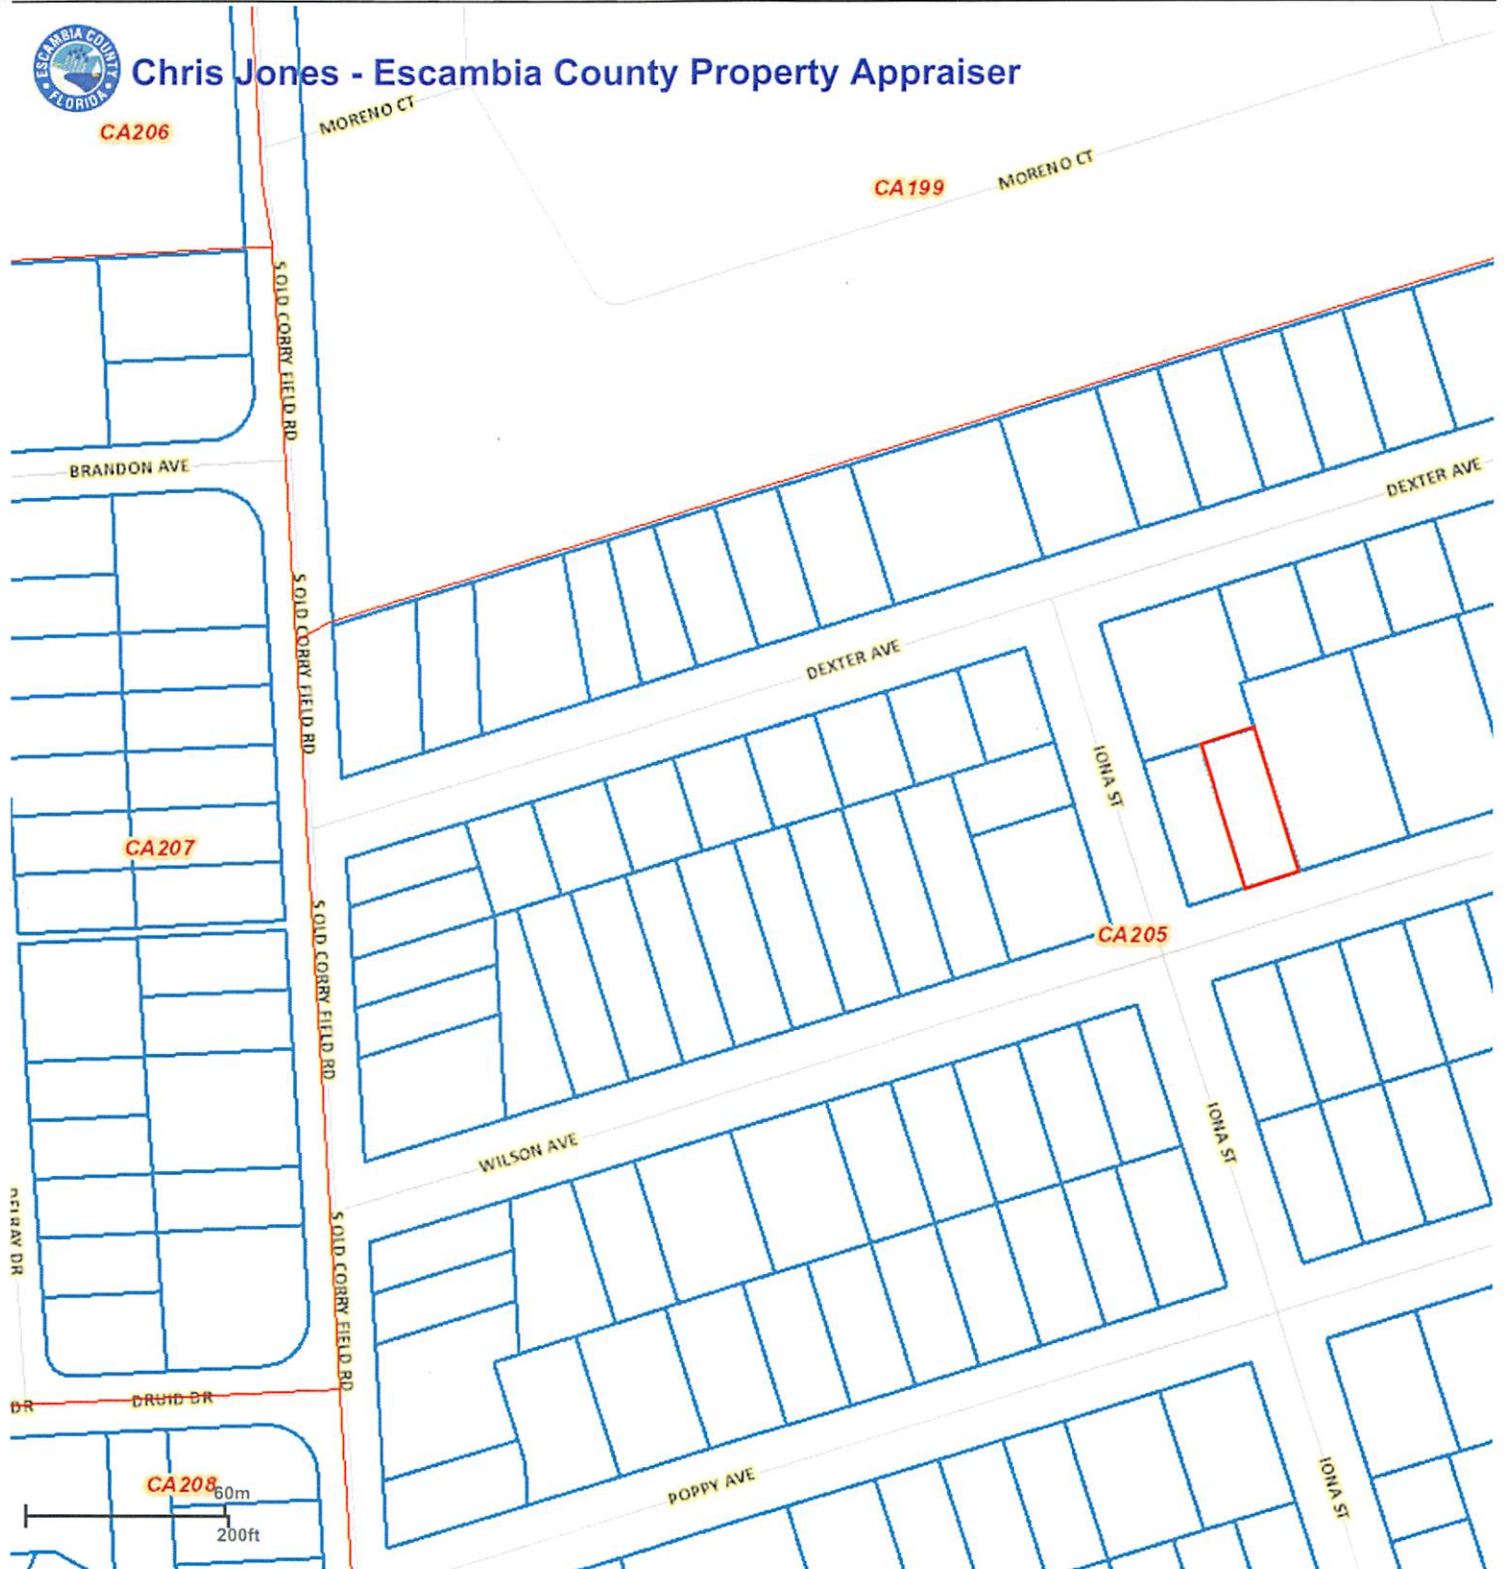 ESCAMBIA COUNTY
FLORIDA
Chris Jones - Escambia County Property Appraiser
CA206
MORENO CT
CA199
MORENO CT
S OLD CORRY FIELD RD
BRANDON AVE
DEXTER AVE
S OLD CORRY FIELD RD
DEXTER AVE
IONA ST
CA207
S OLD CORRY FIELD RD
CA205
WILSON AVE
IONA ST
DELRAY DR
S OLD CORRY FIELD RD
DR
DRUID DR
CA208
60m
200ft
POPPY AVE
IONA ST